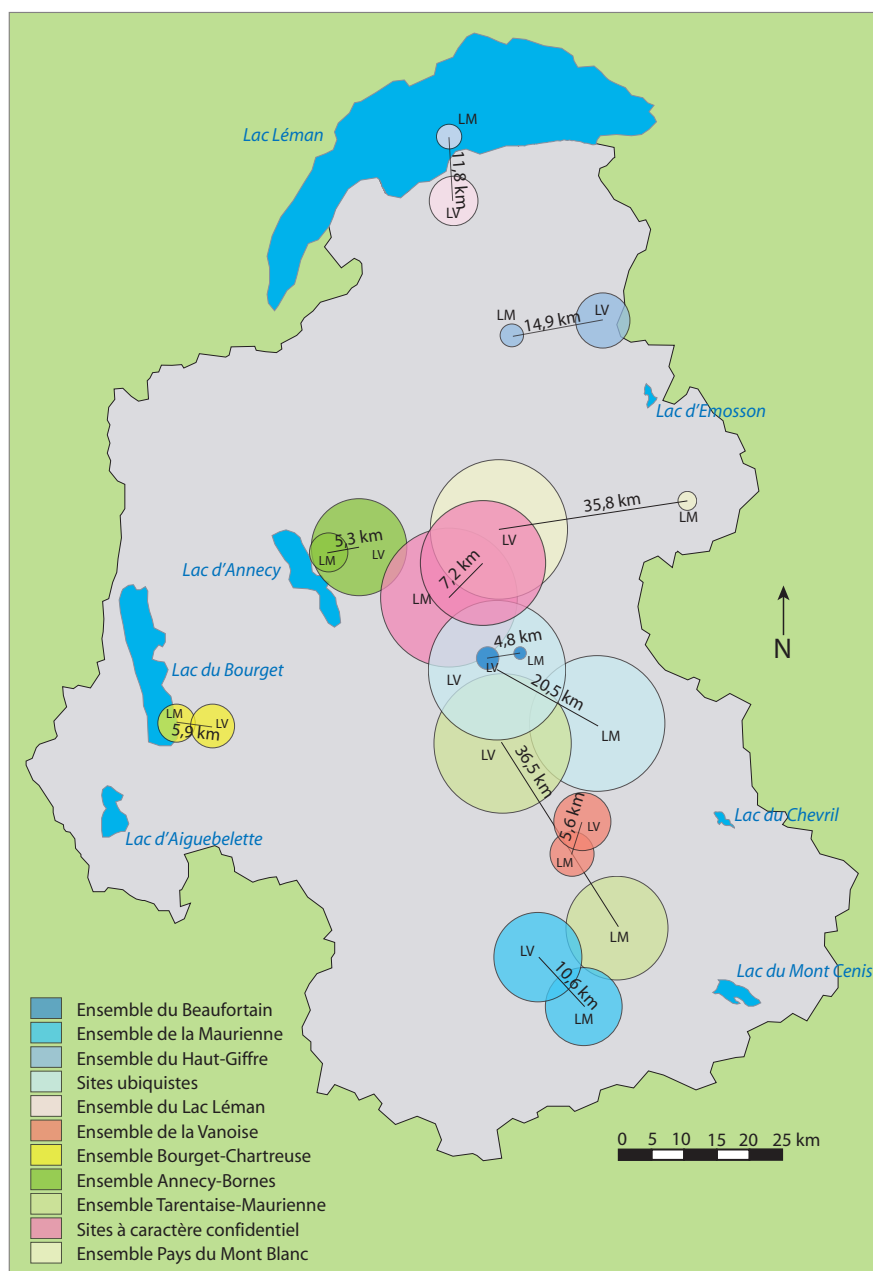 LM
Lac Léman
11,8 km
LV
LM
14,9 km
LV
Lac d'Emosson
35,8 km
LM
LV
5,3 km
LM
LV
Lac d'Annecy
7,2 km
LM
4,8 km
LV
LM
Lac du Bourget
LV
20,5 km
LM
LM
LV
5,9 km
LV
36,5 km
Lac d'Aiguebelette
5,6 km
LV
LM
Lac du Chevril
LM
LV
10,6 km
LM
Lac du Mont Cenis
N
Ensemble du Beaufortain
Ensemble de la Maurienne
Ensemble du Haut-Giffre
Sites ubiquistes
Ensemble du Lac Léman
Ensemble de la Vanoise
Ensemble Bourget-Chartreuse
Ensemble Annecy-Bornes
Ensemble Tarentaise-Maurienne
Sites à caractère confidentiel
Ensemble Pays du Mont Blanc
0 5 10 15 20 25 km